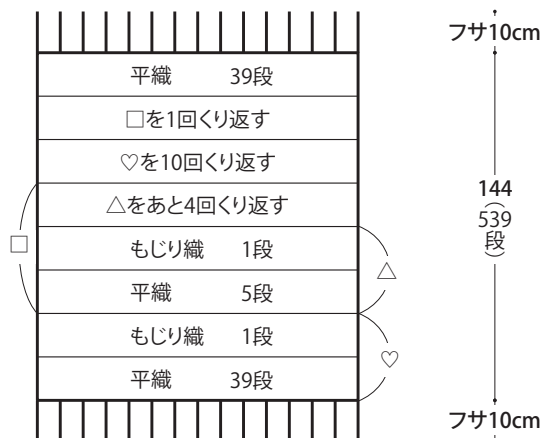 フサ10cm
平織 39段
□を1回くり返す
♡を10回くり返す
△をあと4回くり返す
□
もじり織 1段
△
平織 5段
もじり織 1段
♡
平織 39段
144
(539段)
フサ10cm